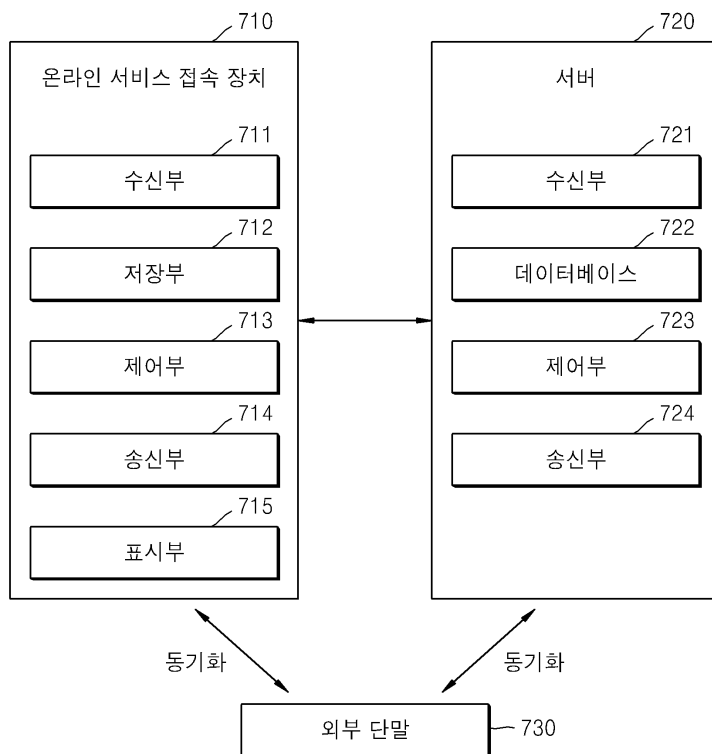 710
온라인 서비스 접속 장치
711
수신부
712
저장부
713
제어부
714
송신부
715
표시부
720
서버
721
수신부
722
데이터베이스
723
제어부
724
송신부
동기화
동기화
외부 단말
730